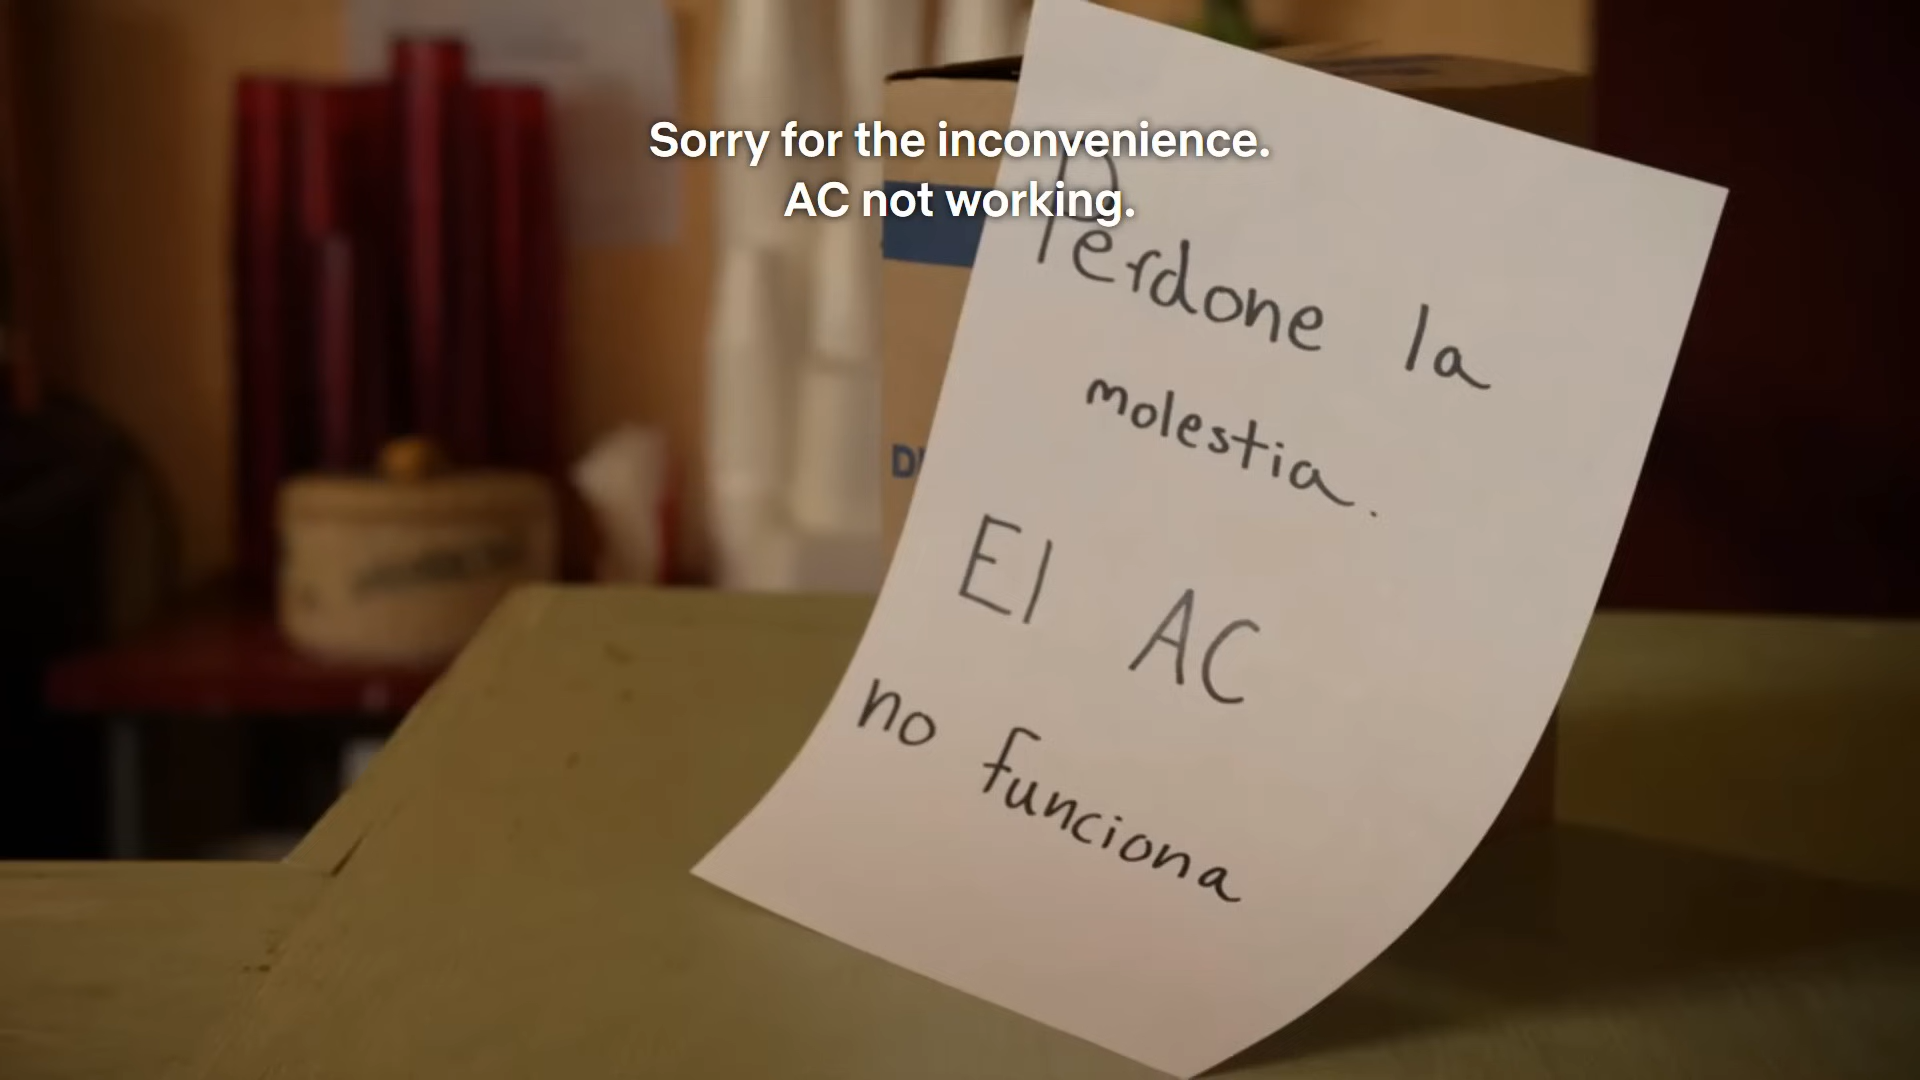 Sorry for the inconvenience.
AC not working.
Perdone la
molestia.
El AC
no funciona